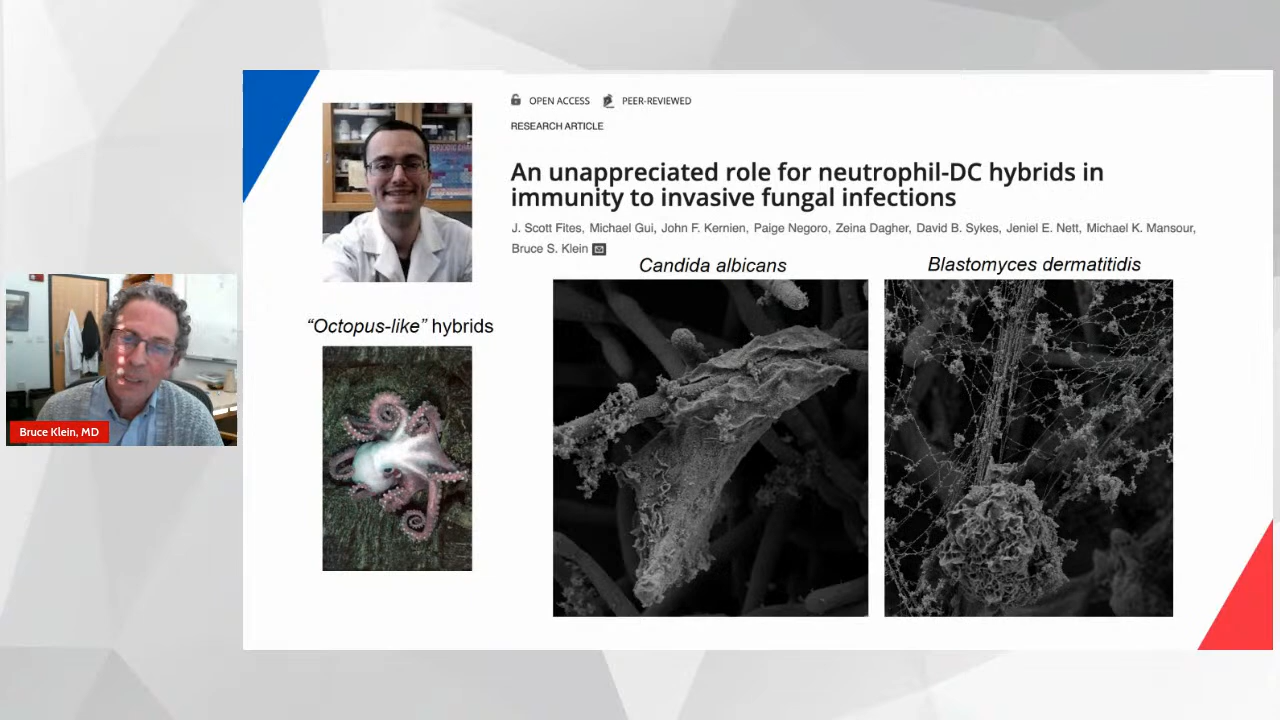 OPEN ACCESS PEER-REVIEWED
RESEARCH ARTICLE
An unappreciated role for neutrophil-DC hybrids in
immunity to invasive fungal infections
J. Scott Fites, Michael Gui, John F. Kernien, Paige Negoro, Zeina Dagher, David B. Sykes, Jeniel E. Nett, Michael K. Mansour,
Bruce S. Klein
Candida albicans
Blastomyces dermatitidis
"Octopus-like" hybrids
Bruce Klein, MD